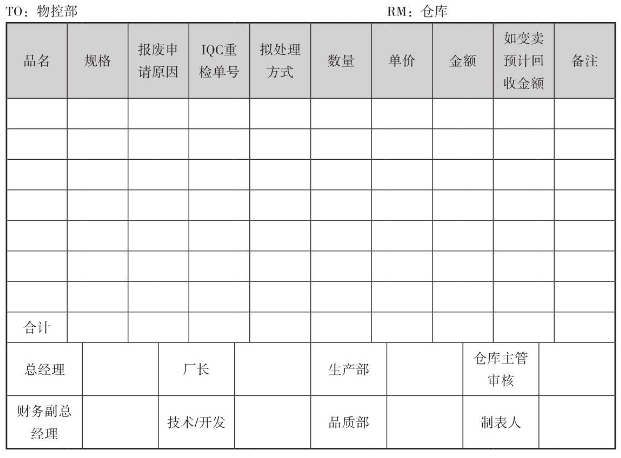 TO：物控部 RM：仓库
品名 规格 报废申请原因 IQC重检单号 拟处理方式 数量 单价 金额 如变卖预计回收金额 备注
合计
总经理 厂长 生产部 仓库主管审核
财务副总经理 技术/开发 品质部 制表人